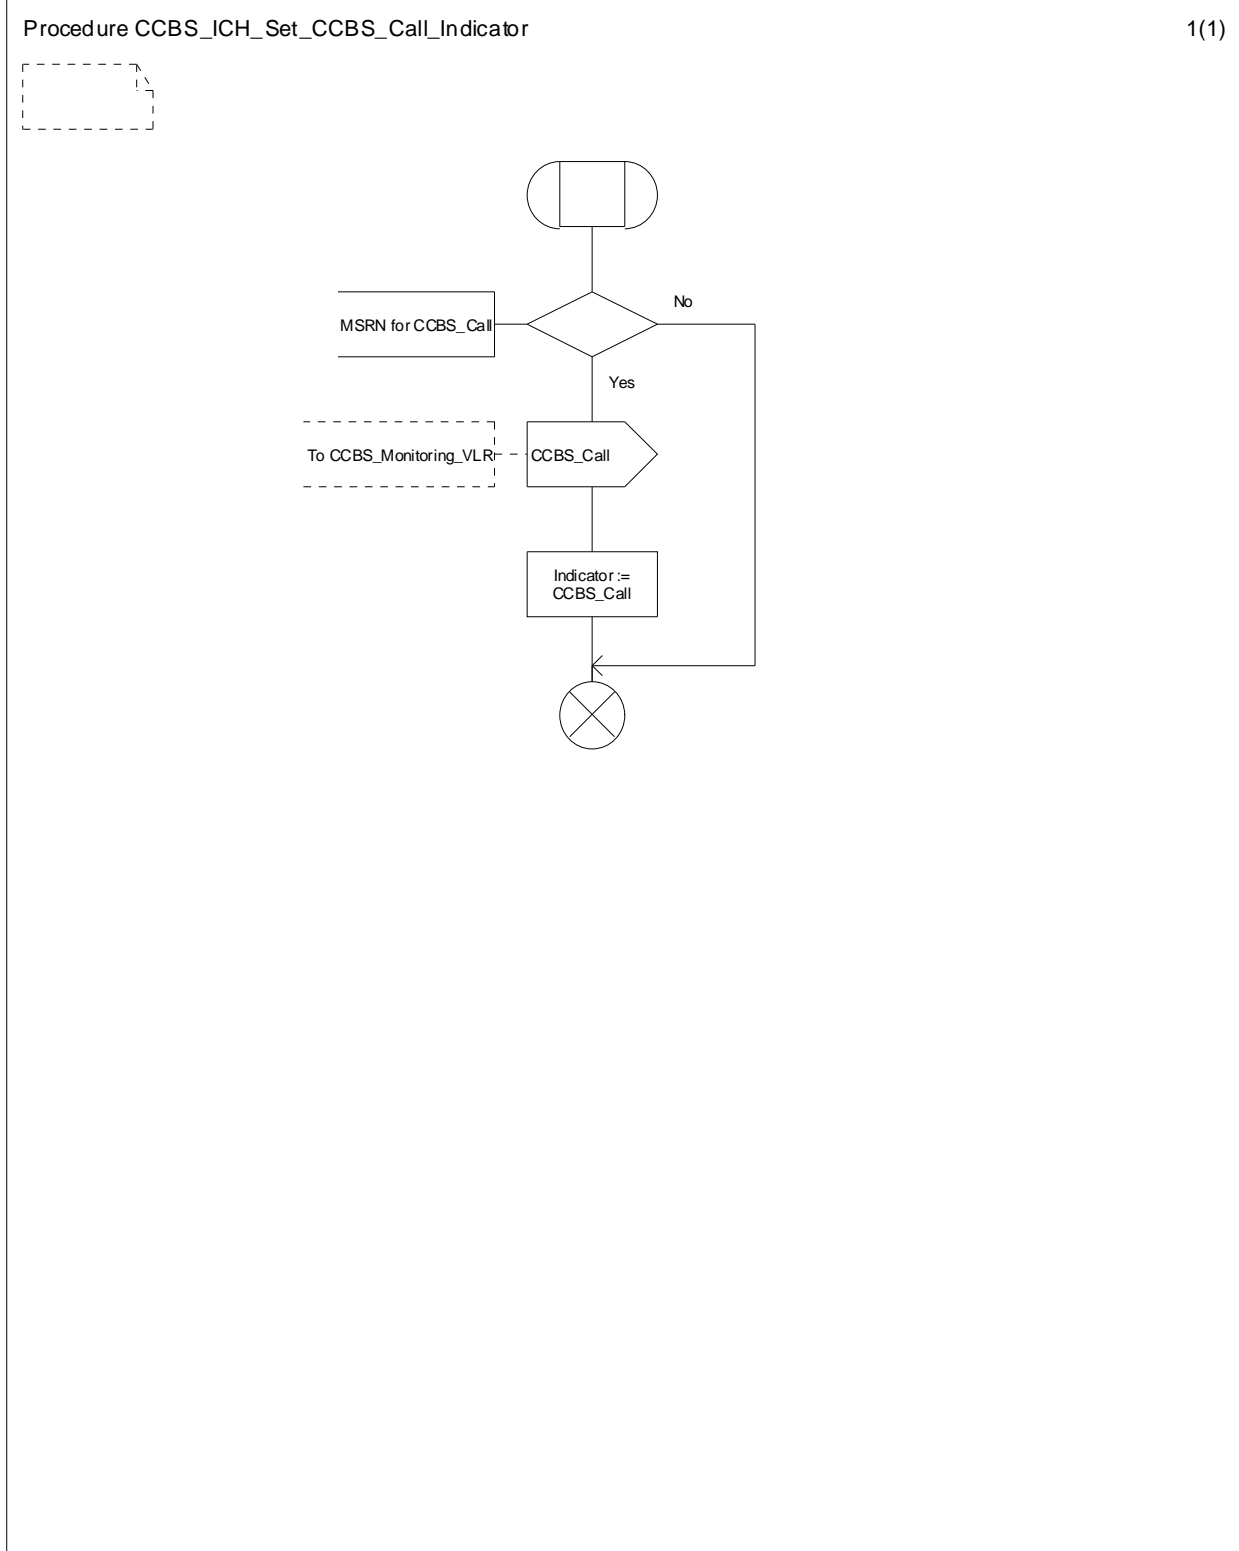 Procedure CCBS_ICH_Set_CCBS_Call_Indicator
1(1)
No
MSRN for CCBS_Call
Yes
To CCBS_Monitoring_VLR
CCBS_Call
Indicator :=
CCBS_Call